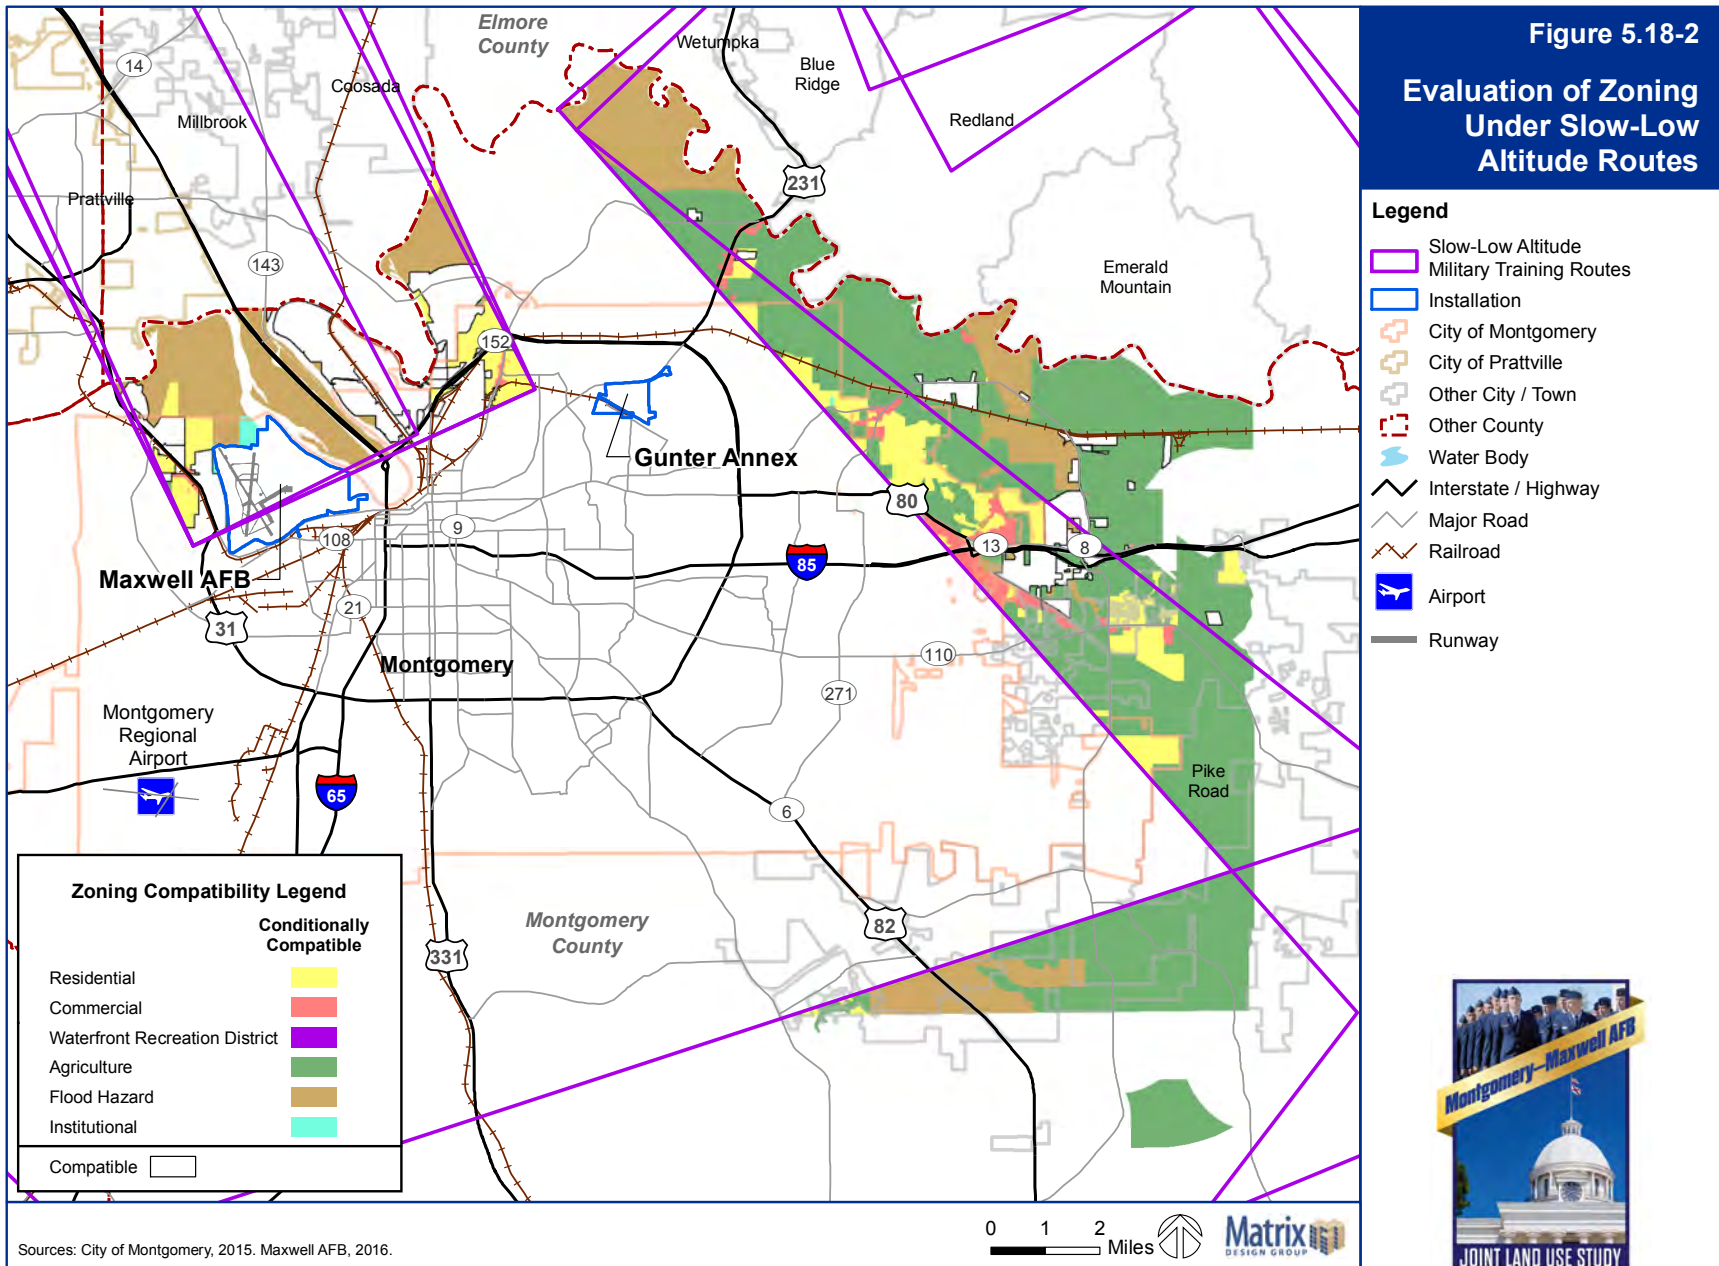 Figure 5.18-2
Evaluation of Zoning
Under Slow-Low
Altitude Routes
Legend
Slow-Low Altitude
Military Training Routes
Installation
City of Montgomery
City of Prattville
Other City / Town
Other County
Water Body
Interstate / Highway
Major Road
Railroad
Airport
Runway
Elmore
County
Wetumpka
Blue
Ridge
14
Coosada
Millbrook
Redland
231
Prattville
143
Emerald
Mountain
152
Gunter Annex
80
9
108
13
8
85
Maxwell AFB
21
31
Montgomery
110
271
Montgomery
Regional
Airport
65
Pike
Road
6
Montgomery
County
82
331
Zoning Compatibility Legend
Conditionally
Compatible
Residential
Commercial
Waterfront Recreation District
Agriculture
Flood Hazard
Institutional
Compatible
Sources: City of Montgomery, 2015. Maxwell AFB, 2016.
0 1 2
Miles
Matrix
DESIGN GROUP
Montgomery—Maxwell AFB
JOINT LAND USE STUDY